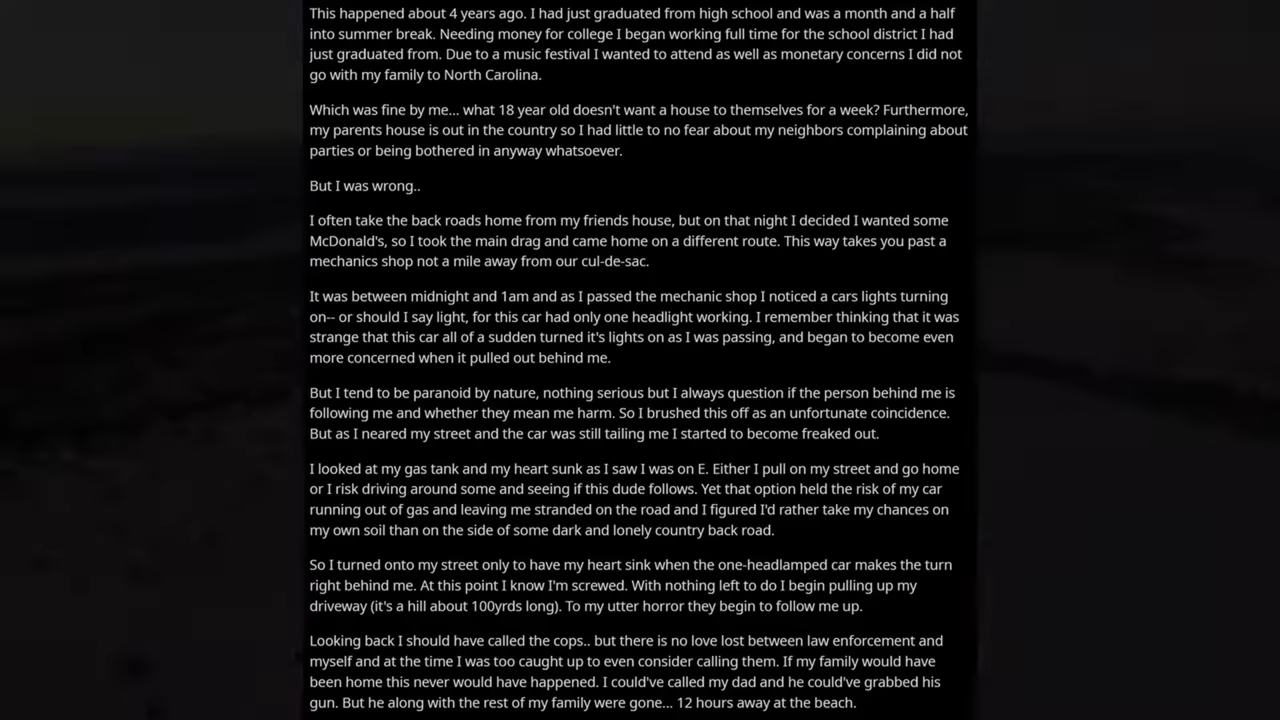 This happened about 4 years ago. I had just graduated from high school and was a month and a half
into summer break. Needing money for college I began working full time for the school district I had
just graduated from. Due to a music festival I wanted to attend as well as monetary concerns I did not
go with my family to North Carolina.
Which was fine by me... what 18 year old doesn't want a house to themselves for a week? Furthermore,
my parents house is out in the country so I had little to no fear about my neighbors complaining about
parties or being bothered in anyway whatsoever.
But I was wrong..
I often take the back roads home from my friends house, but on that night I decided I wanted some
McDonald's, so I took the main drag and came home on a different route. This way takes you past a
mechanics shop not a mile away from our cul-de-sac.
It was between midnight and 1am and as I passed the mechanic shop I noticed a cars lights turning
on-- or should I say light, for this car had only one headlight working. I remember thinking that it was
strange that this car all of a sudden turned it's lights on as I was passing, and began to become even
more concerned when it pulled out behind me.
But I tend to be paranoid by nature, nothing serious but I always question if the person behind me is
following me and whether they mean me harm. So I brushed this off as an unfortunate coincidence.
But as I neared my street and the car was still tailing me I started to become freaked out.
I looked at my gas tank and my heart sunk as I saw I was on E. Either I pull on my street and go home
or I risk driving around some and seeing if this dude follows. Yet that option held the risk of my car
running out of gas and leaving me stranded on the road and I figured I'd rather take my chances on
my own soil than on the side of some dark and lonely country back road.
So I turned onto my street only to have my heart sink when the one-headlamped car makes the turn
right behind me. At this point I know I'm screwed. With nothing left to do I begin pulling up my
driveway (it's a hill about 100yrds long). To my utter horror they begin to follow me up.
Looking back I should have called the cops.. but there is no love lost between law enforcement and
myself and at the time I was too caught up to even consider calling them. If my family would have
been home this never would have happened. I could've called my dad and he could've grabbed his
gun. But he along with the rest of my family were gone... 12 hours away at the beach.